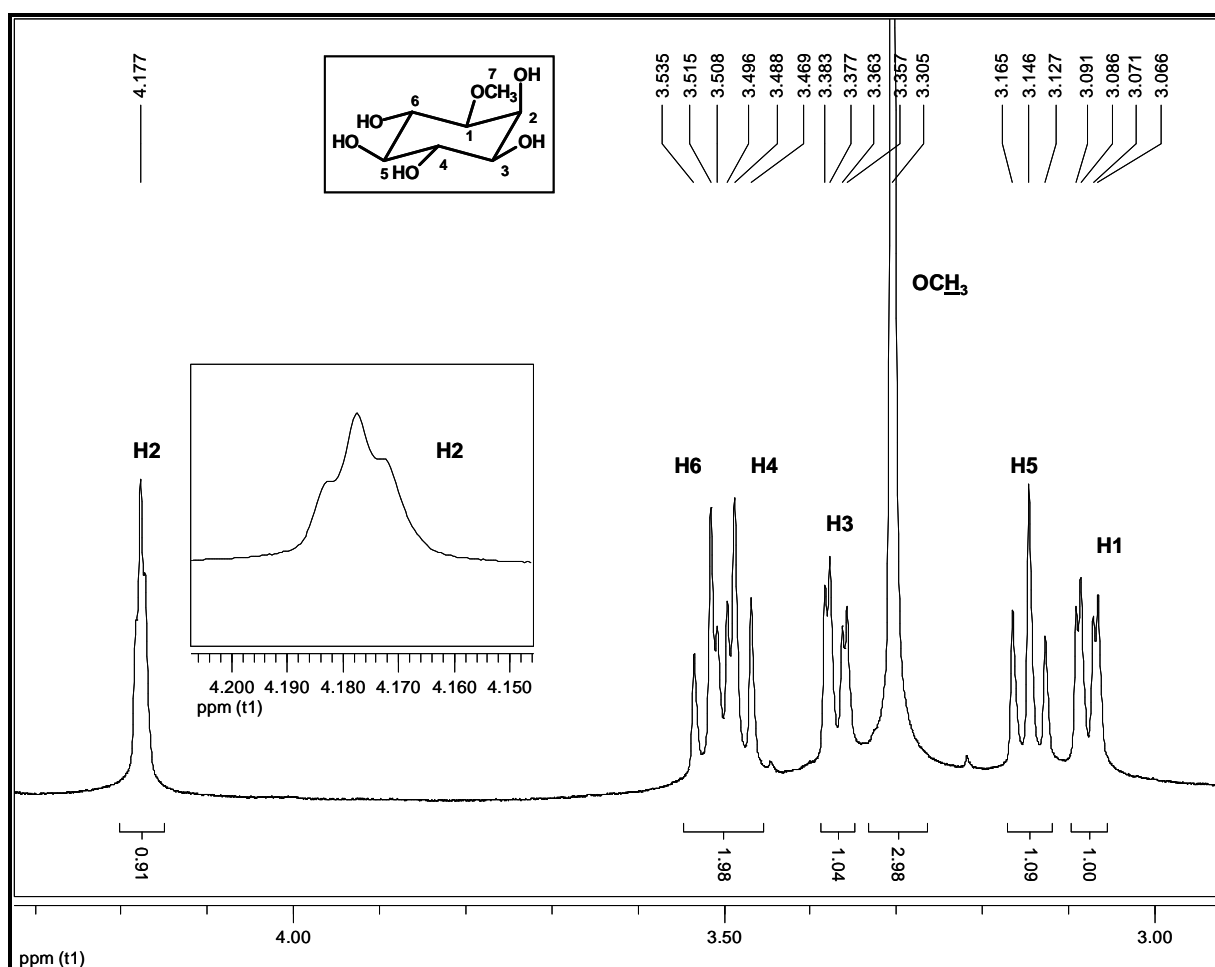 4.177
3.535
3.515
3.508
3.496
3.488
3.469
3.383
3.377
3.363
3.357
3.305
3.165
3.146
3.127
3.091
3.086
3.071
3.066
7 OH
OCH3
6
HO
2
1
HO
OH
4
5 HO
3
OCH3
H2
H2
H6
H4
H5
H3
H1
4.200 4.190 4.180 4.170 4.160 4.150
ppm (t1)
0.91
1.98
1.04
2.98
1.09
1.00
4.00
3.50
3.00
ppm (t1)